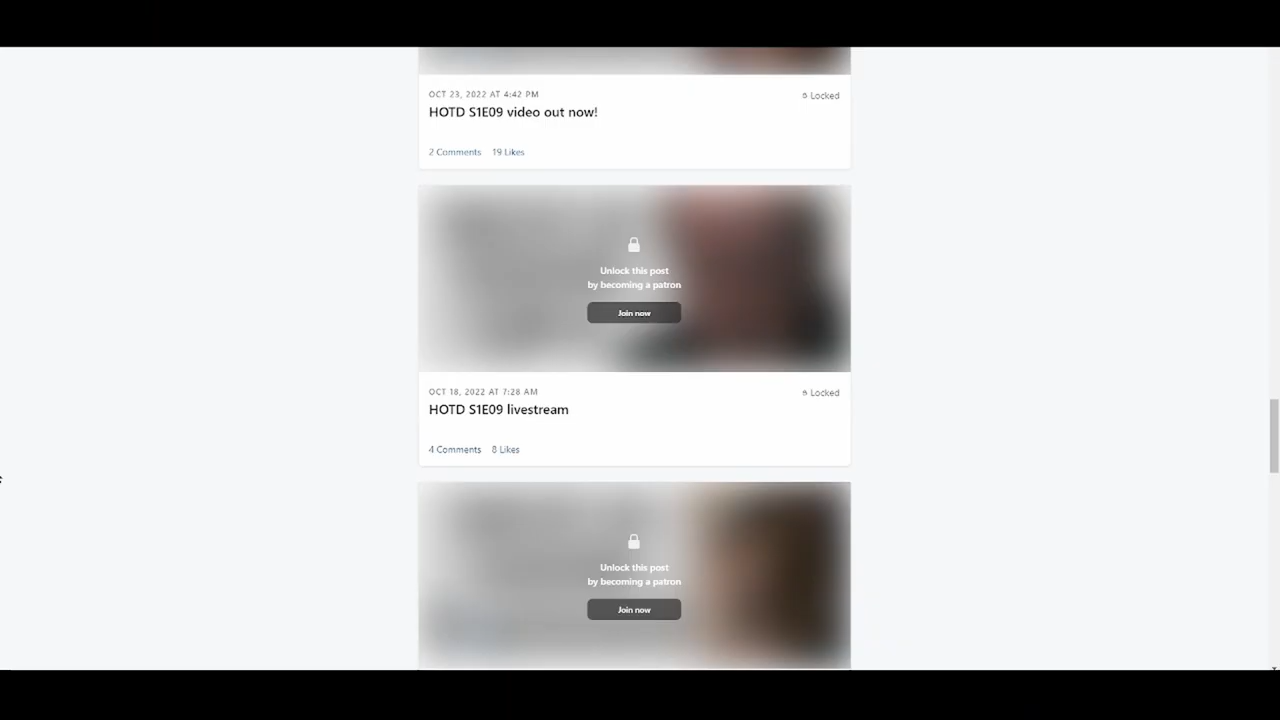 OCT 23, 2022 AT 4:42 PM
Locked
HOTD S1E09 video out now!
2 Comments 19 Likes
Unlock this post
by becoming a patron
Join now
OCT 18, 2022 AT 7:28 AM
Locked
HOTD S1E09 livestream
4 Comments 8 Likes
Unlock this post
by becoming a patron
Join now